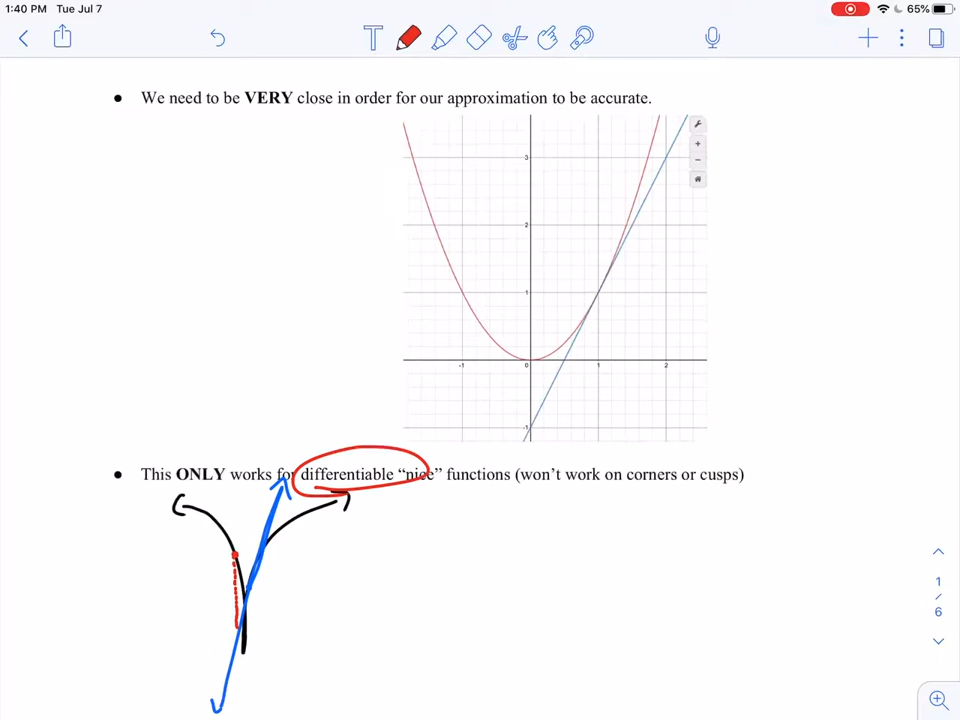 1:40 PM Tue Jul 7
65%
T
We need to be VERY close in order for our approximation to be accurate.
3
2
1
-1 0 1 2
-1
This ONLY works for differentiable “nice” functions (won’t work on corners or cusps)
1
/
6